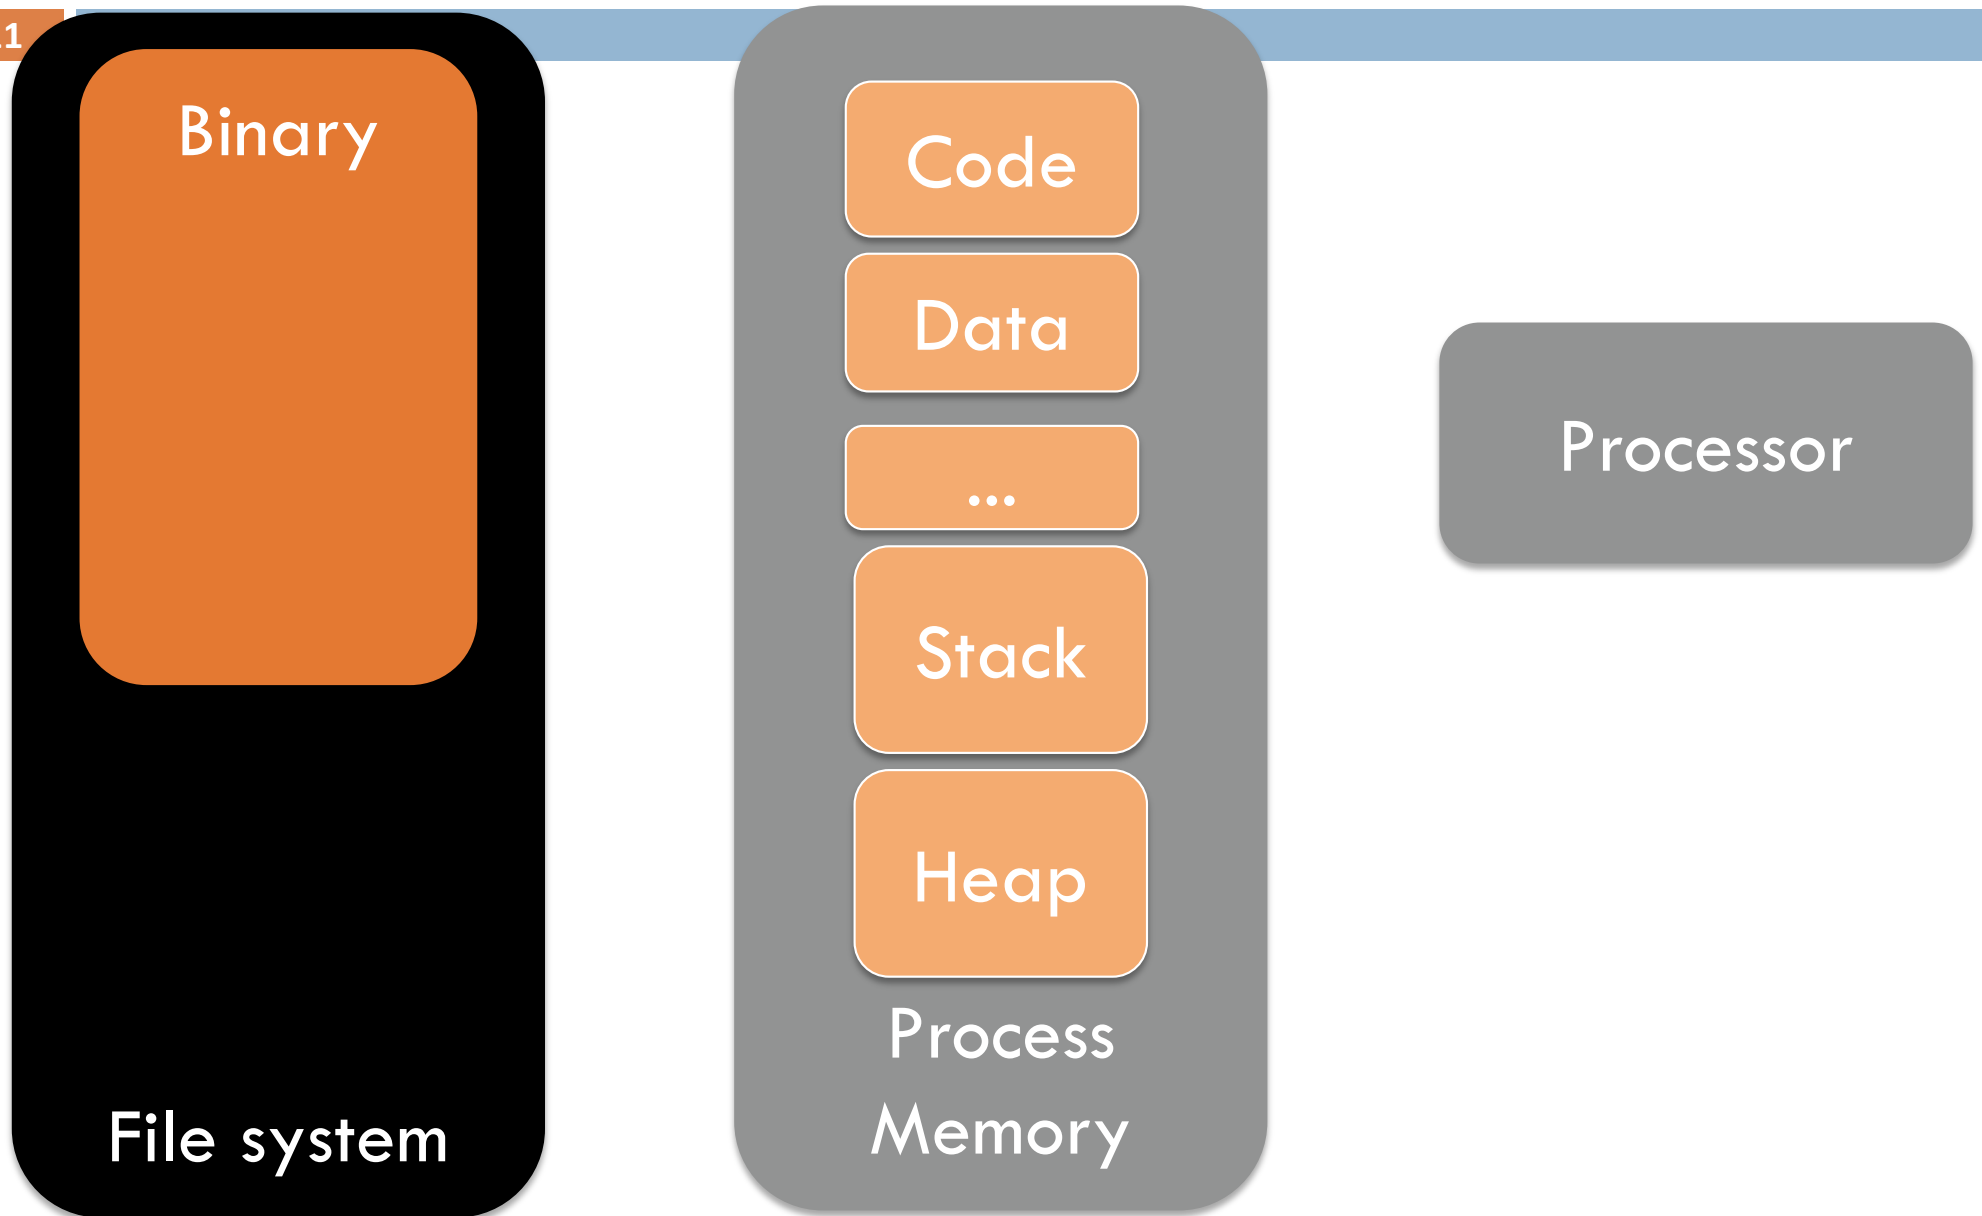 Binary
File system
Code
Data
...
Stack
Heap
Process
Memory
Processor